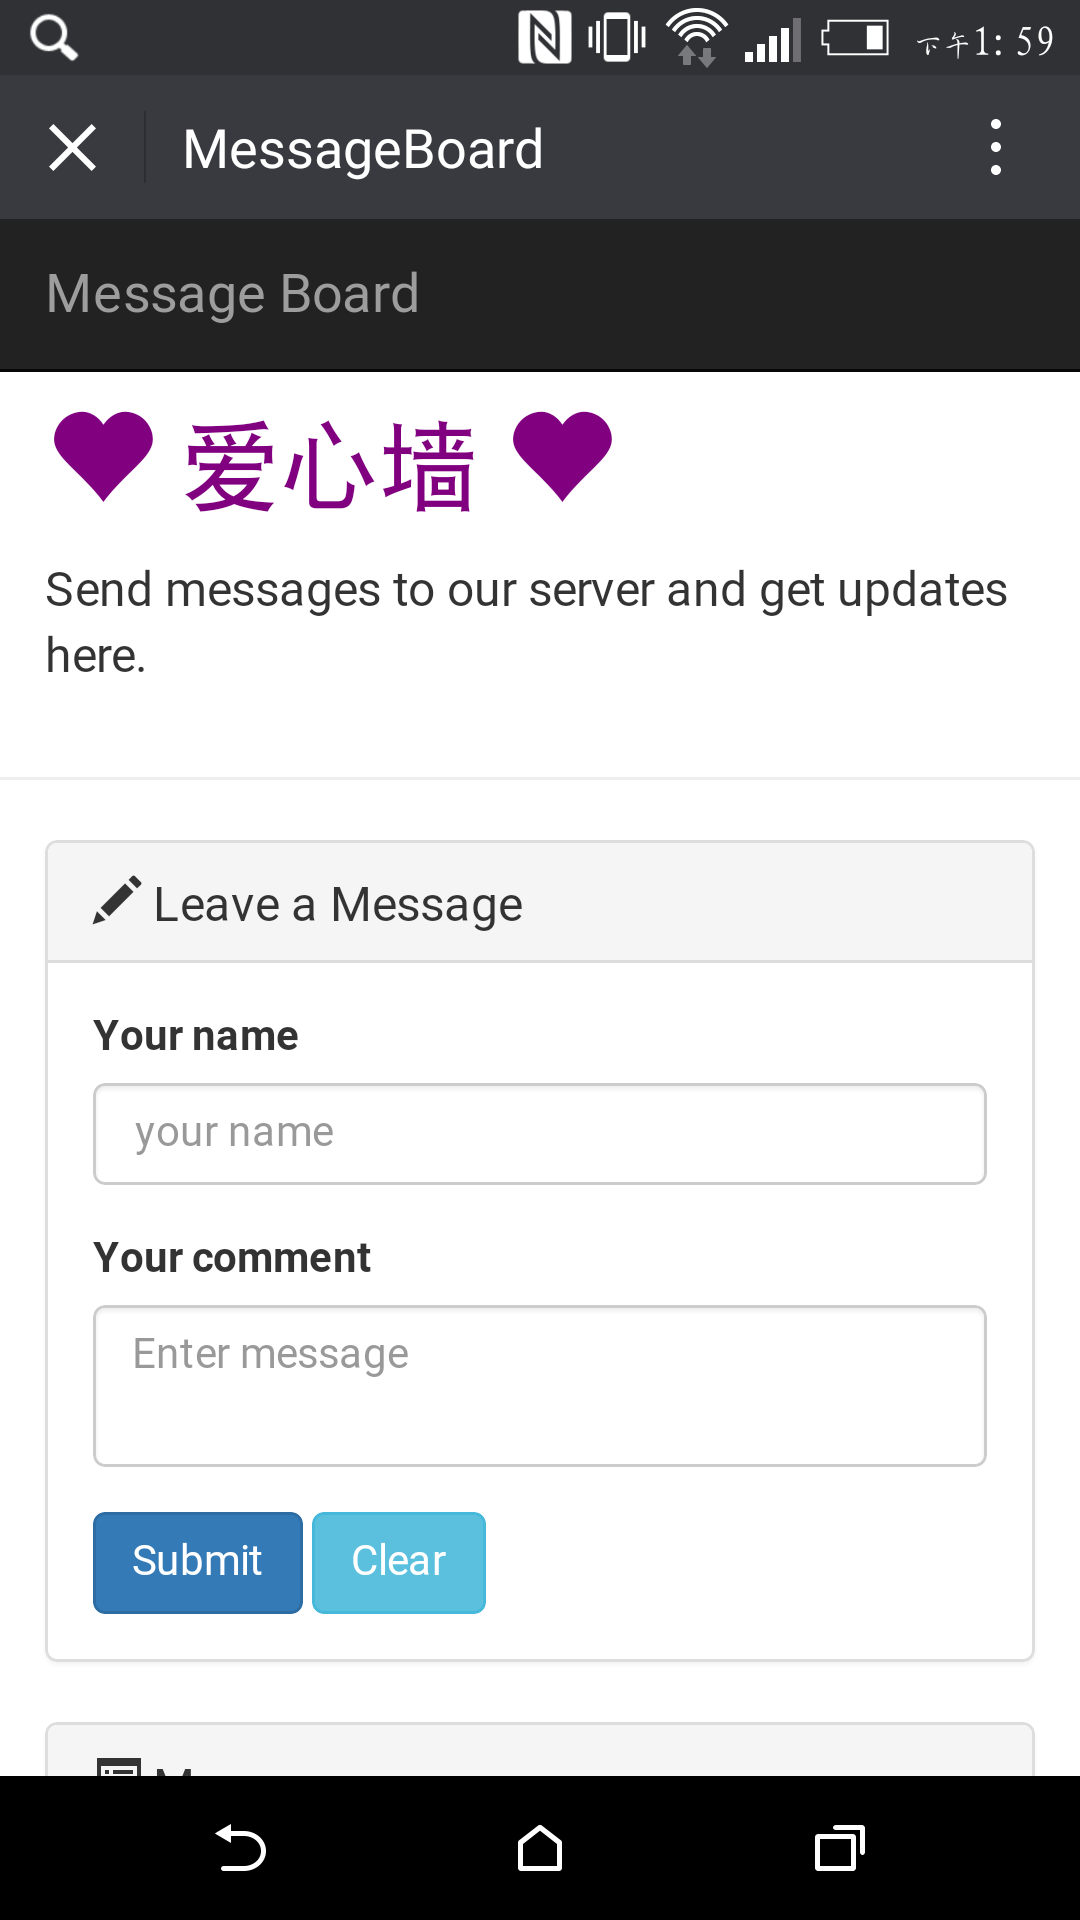 下午1:59
MessageBoard
Message Board
爱心墙
Send messages to our server and get updates
here.
Leave a Message
Your name
your name
Your comment
Enter message
Submit Clear